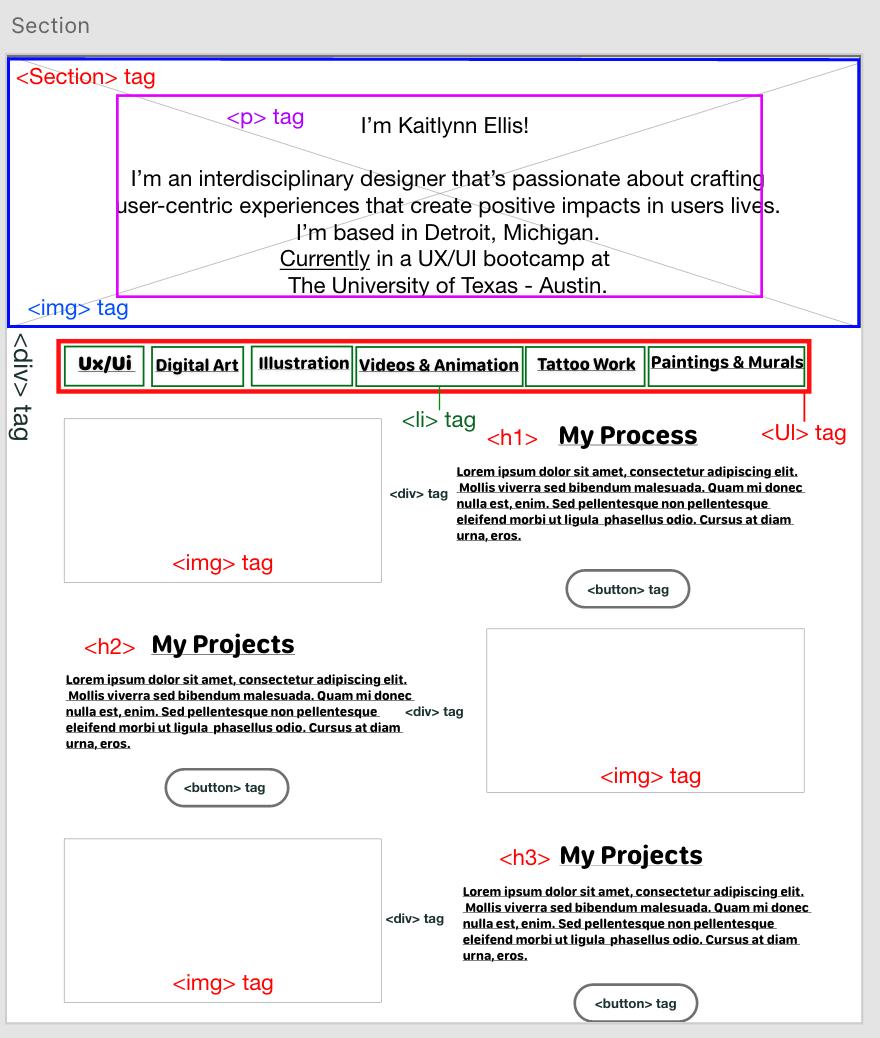 Section
<Section> tag
<p> tag
I'm Kaitlynn Ellis!
I'm an interdisciplinary designer that's passionate about crafting
user-centric experiences that create positive impacts in users lives.
I'm based in Detroit, Michigan.
Currently in a UX/UI bootcamp at
The University of Texas - Austin.
<img> tag
<div> tag
Ux/Ui
Digital Art
Illustration
Videos & Animation
Tattoo Work
Paintings & Murals
<li> tag
<Ul> tag
<h1> My Process
Lorem ipsum dolor sit amet, consectetur adipiscing elit.
Mollis viverra sed bibendum malesuada. Quam mi donec
nulla est, enim. Sed pellentesque non pellentesque
eleifend morbi ut ligula phasellus odio. Cursus at diam
urna, eros.
<div> tag
<img> tag
<button> tag
<h2> My Projects
Lorem ipsum dolor sit amet, consectetur adipiscing elit.
Mollis viverra sed bibendum malesuada. Quam mi donec
nulla est, enim. Sed pellentesque non pellentesque
eleifend morbi ut ligula phasellus odio. Cursus at diam
urna, eros.
<div> tag
<button> tag
<img> tag
<h3> My Projects
Lorem ipsum dolor sit amet, consectetur adipiscing elit.
Mollis viverra sed bibendum malesuada. Quam mi donec
nulla est, enim. Sed pellentesque non pellentesque
eleifend morbi ut ligula phasellus odio. Cursus at diam
urna, eros.
<div> tag
<img> tag
<button> tag